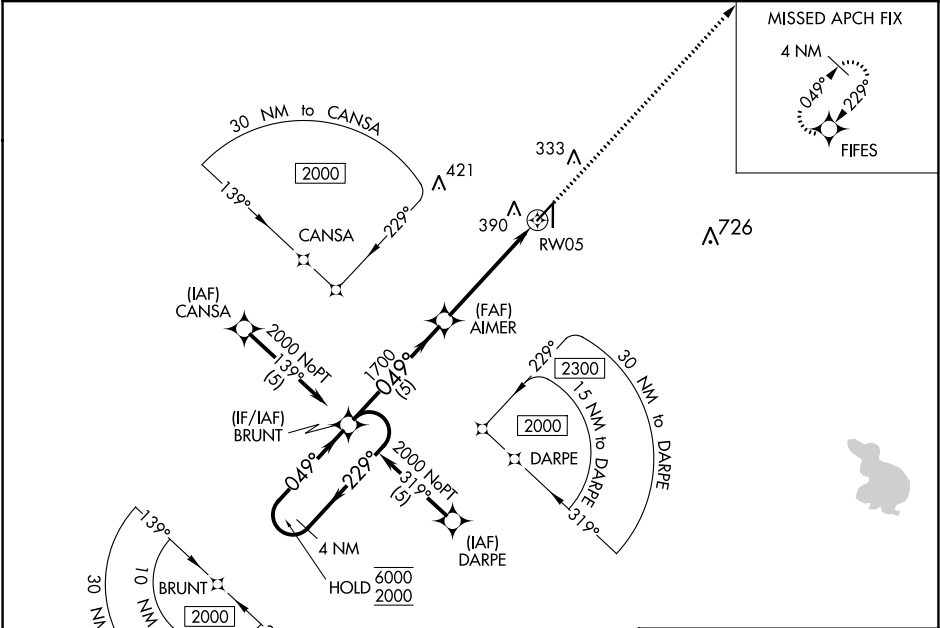 MISSED APCH FIX
4 NM
049°
229°
FIFES
30 NM to CANSA
2000
139°
229°
CANSA
421
333
390
RW05
726
(IAF)
CANSA
2000 NoPT
139°
(5)
(FAF)
AIMER
1700
049°
(5)
(IF/IAF)
BRUNT
049°
229°
2000 NoPT
319°
(5)
(IAF)
DARPE
4 NM
HOLD
6000
2000
229°
2300
30 NM to DARPE
15 NM to DARPE
2000
DARPE
319°
139°
30 NM
10 NM
BRUNT
2000